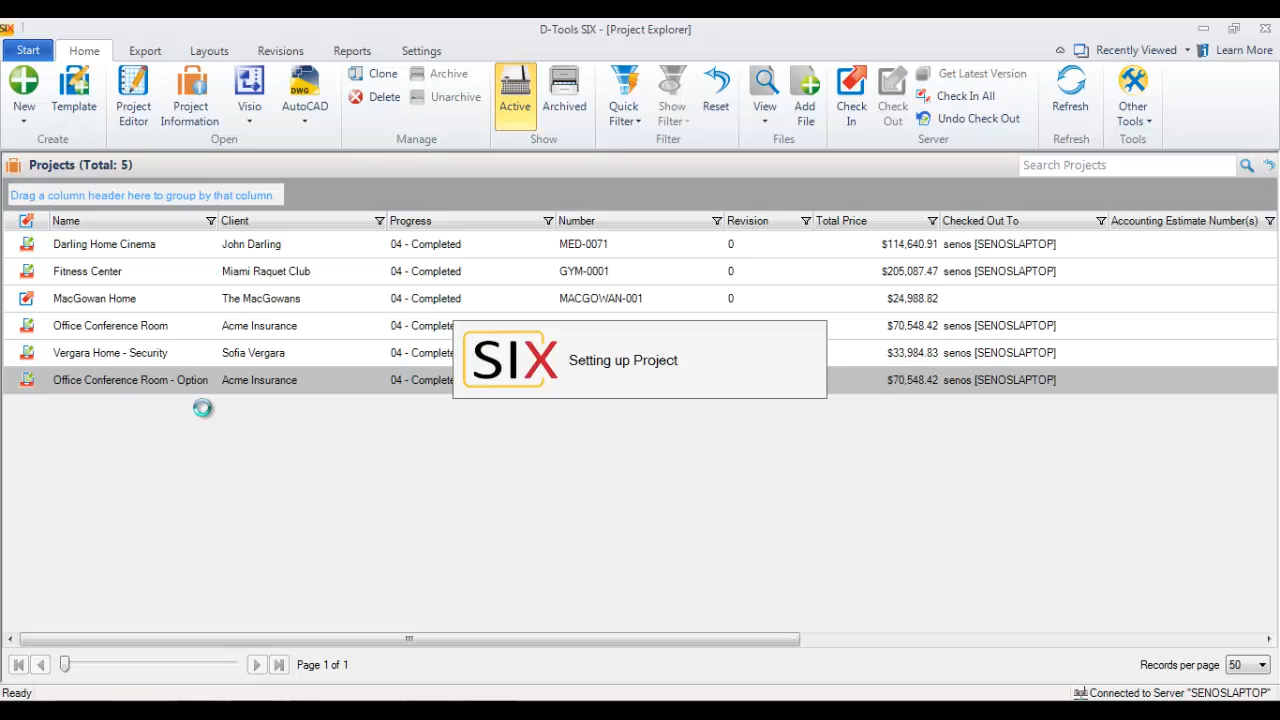 SIX
D-Tools SIX - [Project Explorer]
Start Home Export Layouts Revisions Reports Settings Recently Viewed Learn More
New Template Project Editor Project Information Visio AutoCAD DWG Clone Delete Archive Unarchive Active Archived Quick Filter Show Filter Reset View Add File Check In Check Out Get Latest Version Check In All Undo Check Out Refresh Other Tools
Create Open Manage Show Filter Files Server Refresh Tools
Projects (Total: 5) Search Projects
Drag a column header here to group by that column.
Name Client Progress Number Revision Total Price Checked Out To Accounting Estimate Number(s)
Darling Home Cinema John Darling 04 - Completed MED-0071 0 $114,640.91 senos [SENOSLAPTOP]
Fitness Center Miami Raquet Club 04 - Completed GYM-0001 0 $205,087.47 senos [SENOSLAPTOP]
MacGowan Home The MacGowans 04 - Completed MACGOWAN-001 0 $24,988.82
Office Conference Room Acme Insurance 04 - Complete $70,548.42 senos [SENOSLAPTOP]
Vergara Home - Security Sofia Vergara 04 - Complete $33,984.83 senos [SENOSLAPTOP]
Office Conference Room - Option Acme Insurance 04 - Complete $70,548.42 senos [SENOSLAPTOP]
SIX Setting up Project
Page 1 of 1 Records per page 50
Ready Connected to Server "SENOSLAPTOP"